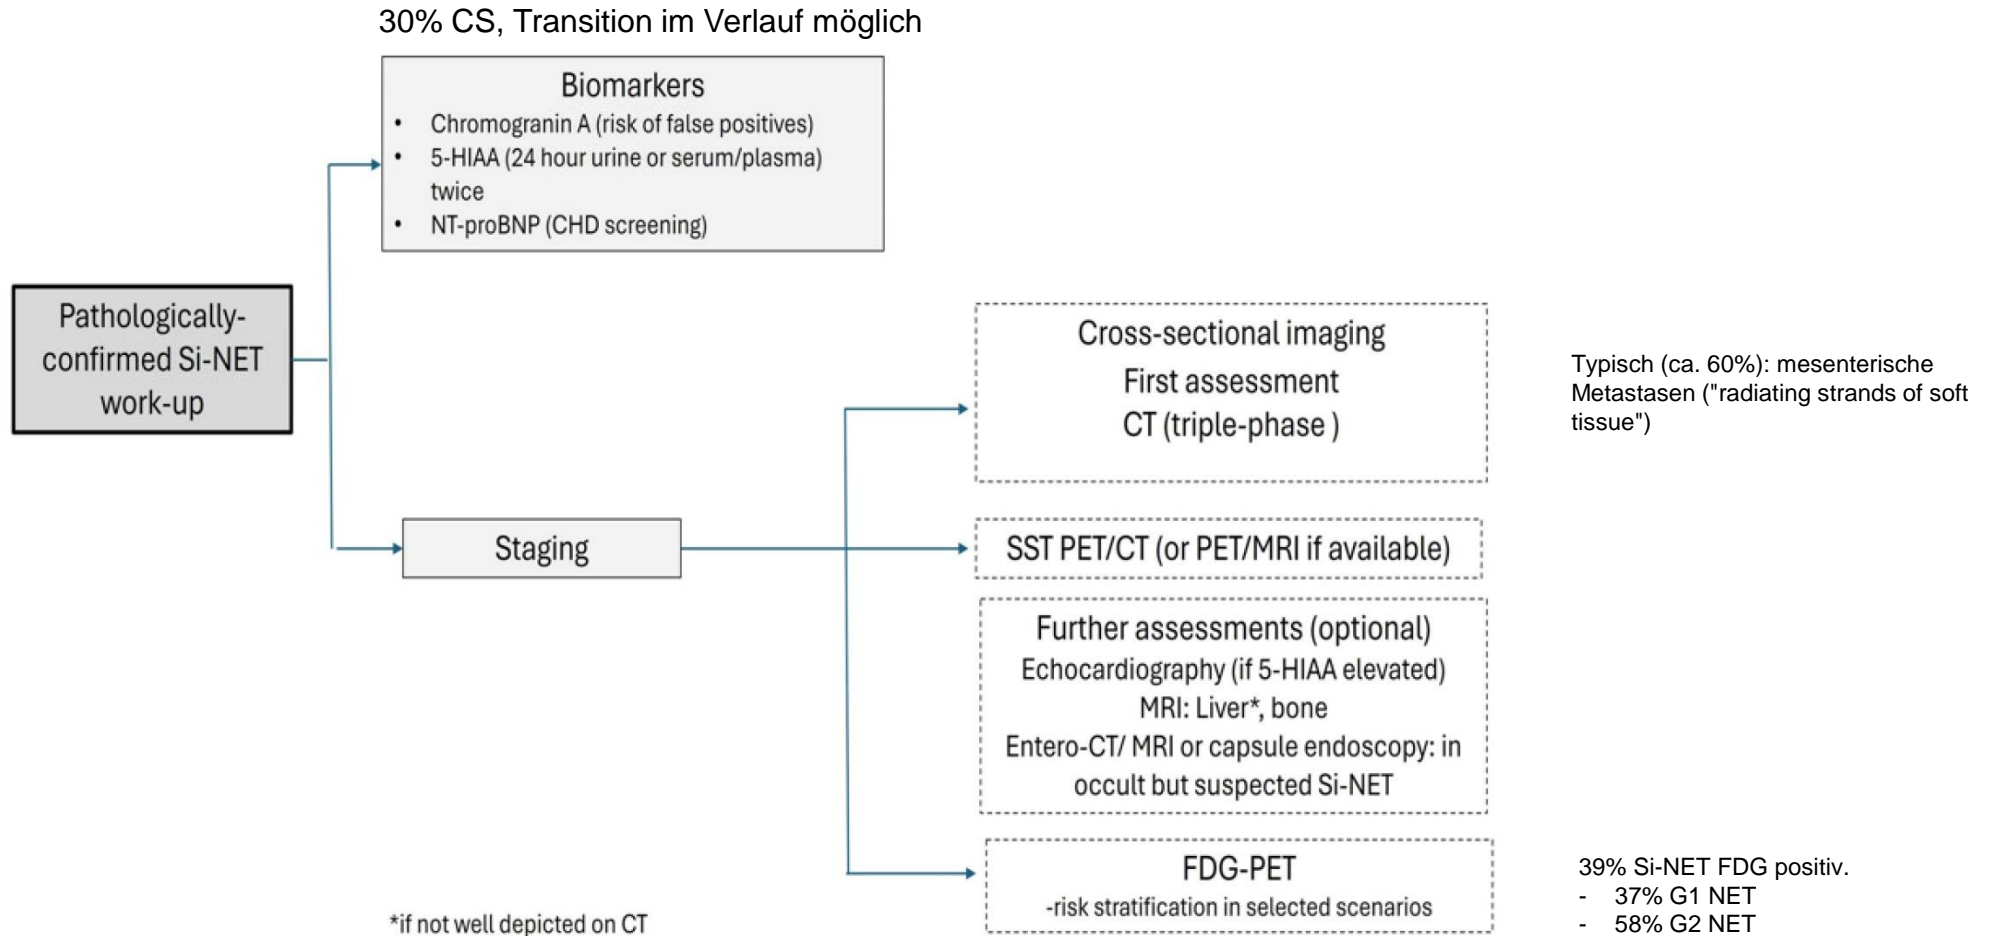 30% CS, Transition im Verlauf möglich
Biomarkers
• Chromogranin A (risk of false positives)
• 5-HIAA (24 hour urine or serum/plasma)
twice
• NT-proBNP (CHD screening)
Pathologically-
confirmed Si-NET
work-up
Staging
Cross-sectional imaging
First assessment
CT (triple-phase )
Typisch (ca. 60%): mesenterische
Metastasen ("radiating strands of soft
tissue")
SST PET/CT (or PET/MRI if available)
Further assessments (optional)
Echocardiography (if 5-HIAA elevated)
MRI: Liver*, bone
Entero-CT/ MRI or capsule endoscopy: in
occult but suspected Si-NET
FDG-PET
-risk stratification in selected scenarios
39% Si-NET FDG positiv.
- 37% G1 NET
- 58% G2 NET
*if not well depicted on CT